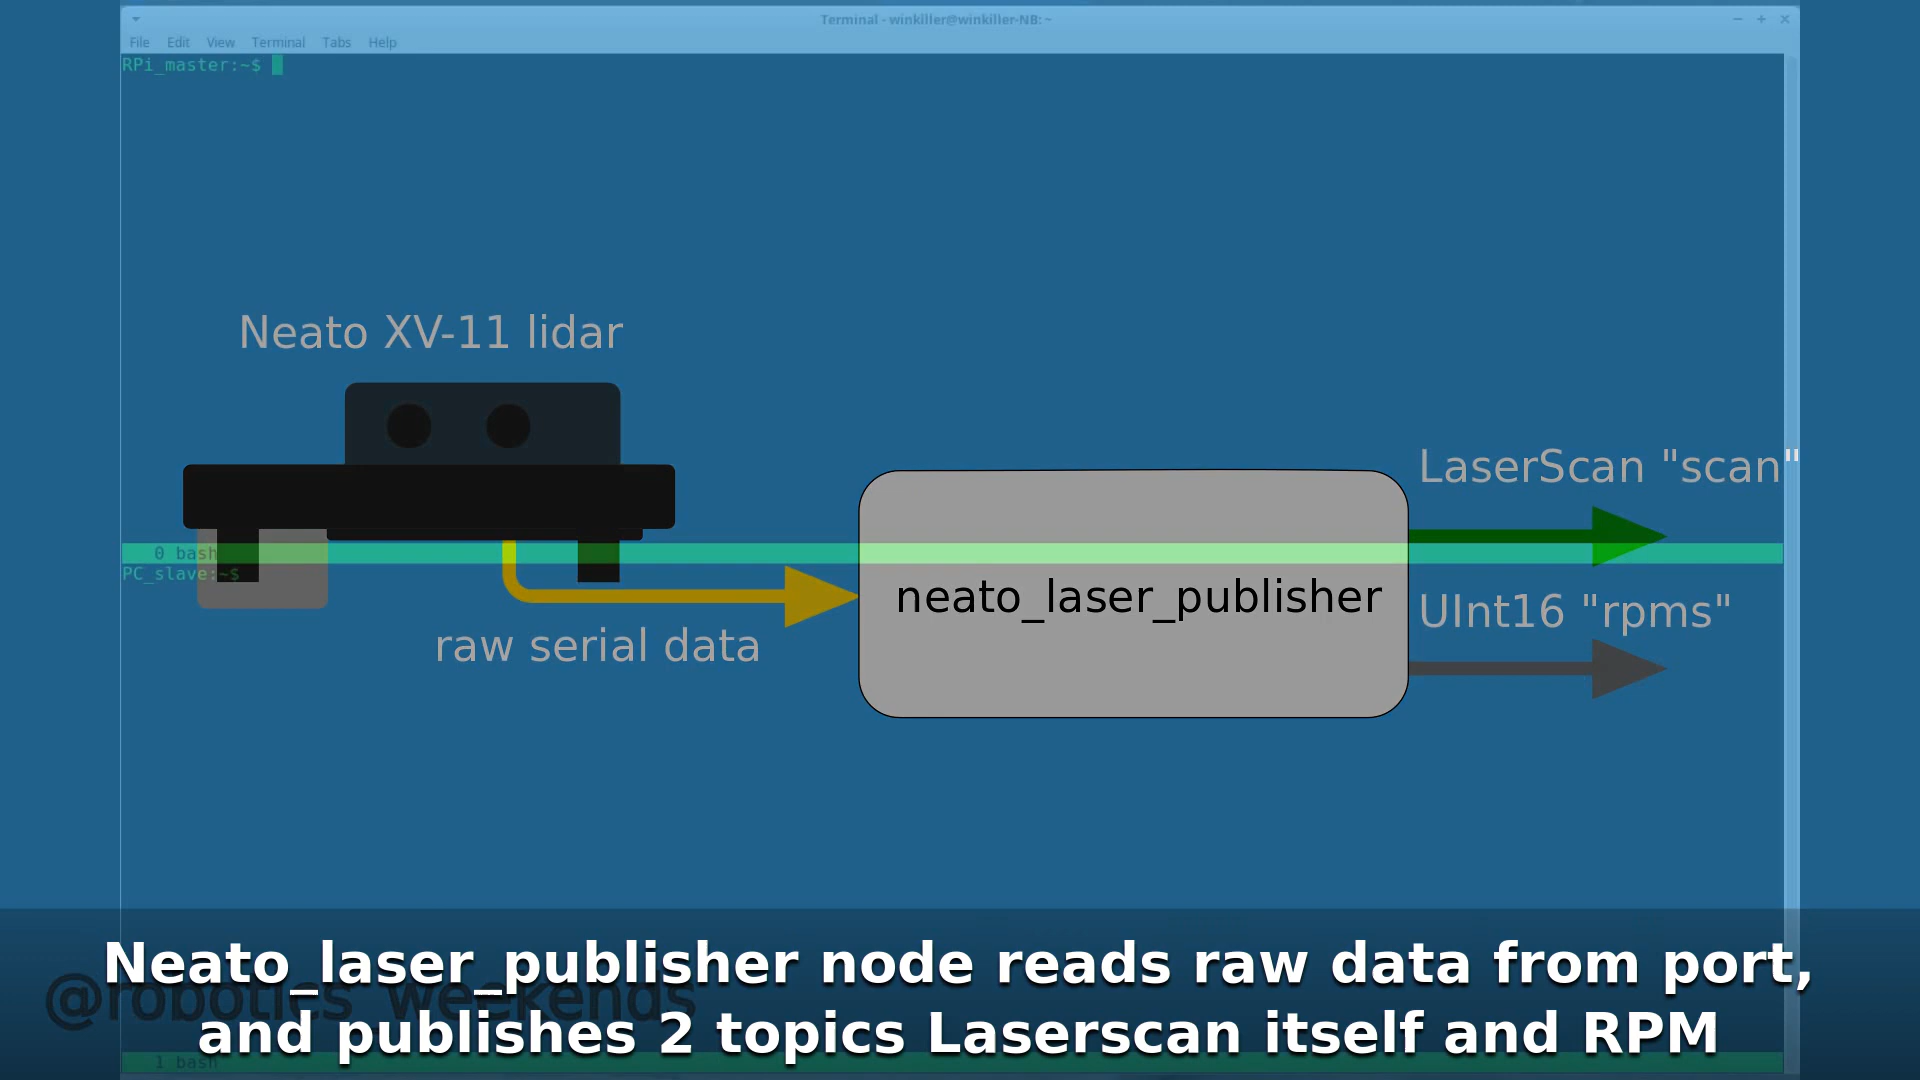 Terminal - winkiller@winkiller-NB: ~
File Edit View Terminal Tabs Help
RPi_master:~$
Neato XV-11 lidar
LaserScan "scan"
0 bash
PC_slave:~$
neato_laser_publisher
UInt16 "rpms"
raw serial data
Neato_laser_publisher node reads raw data from port,
@robotics_weekends
and publishes 2 topics Laserscan itself and RPM
1 bash